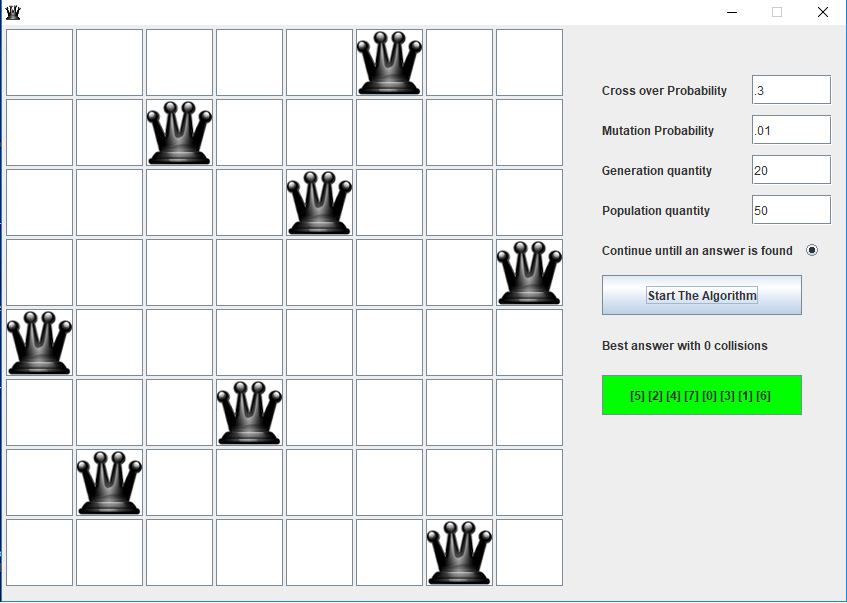 Cross over Probability .3
Mutation Probability .01
Generation quantity 20
Population quantity 50
Continue untill an answer is found
Start The Algorithm
Best answer with 0 collisions
[5] [2] [4] [7] [0] [3] [1] [6]